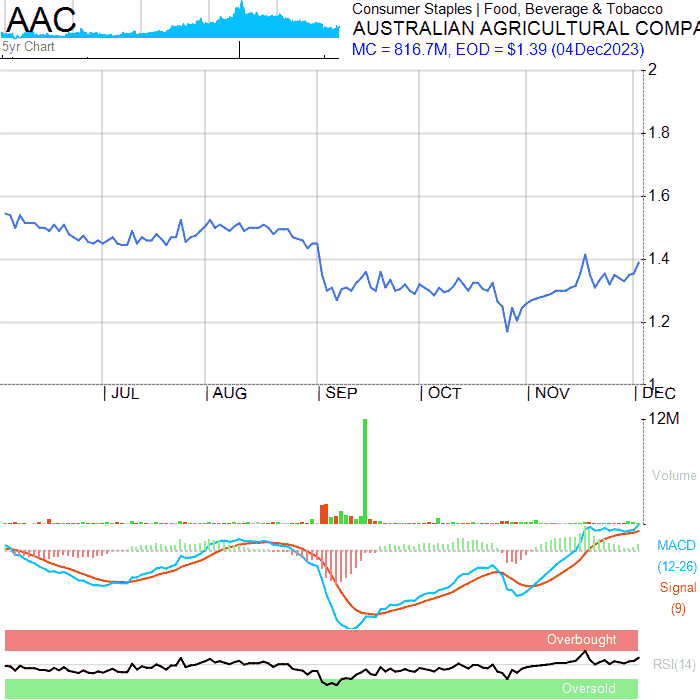 AAC
5yr Chart
Consumer Staples | Food, Beverage & Tobacco
AUSTRALIAN AGRICULTURAL COMPA
MC = 816.7M, EOD = $1.39 (04Dec2023)
2
1.8
1.6
1.4
1.2
1
JUL AUG SEP OCT NOV DEC
12M
Volume
MACD
(12-26)
Signal
(9)
Overbought
RSI(14)
Oversold